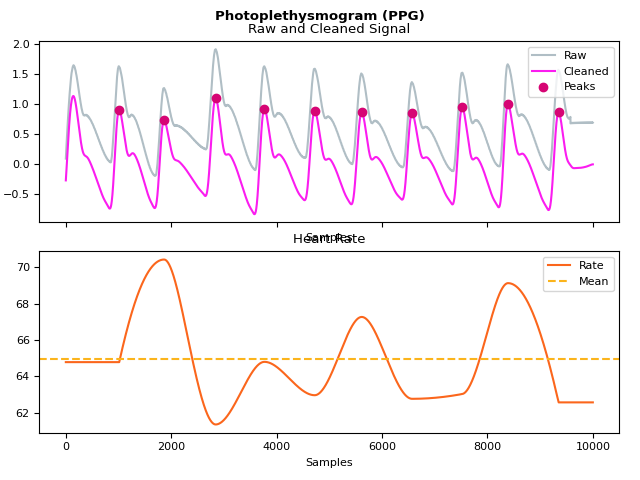 Photoplethysmogram (PPG)
Raw and Cleaned Signal
2.0
1.5
1.0
0.5
0.0
−0.5
Raw
Cleaned
Peaks
Samples
Heart Rate
70
68
66
64
62
Rate
Mean
0 2000 4000 6000 8000 10000
Samples